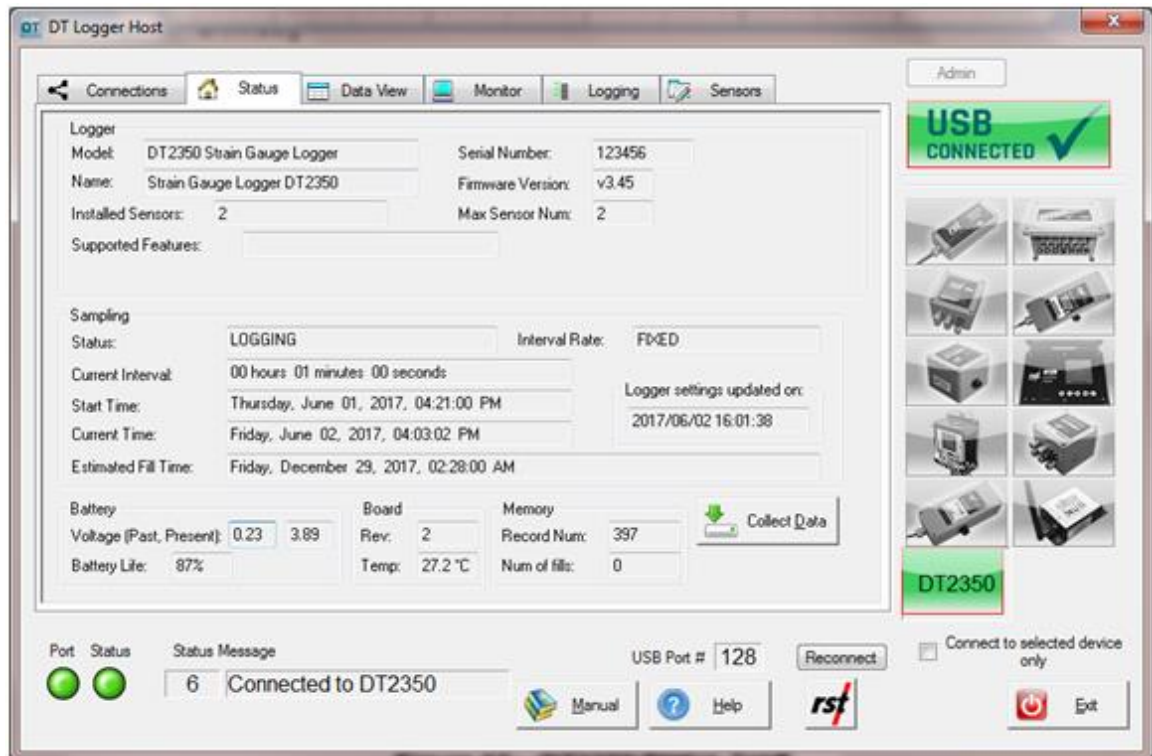 DT DT Logger Host
Admin
Connections Status Data View Monitor Logging Sensors
USB
CONNECTED
Logger
Model: DT2350 Strain Gauge Logger Serial Number: 123456
Name: Strain Gauge Logger DT2350 Firmware Version: v3.45
Installed Sensors: 2 Max Sensor Num: 2
Supported Features:
Sampling
Status: LOGGING Interval Rate: FIXED
Current Interval: 00 hours 01 minutes 00 seconds
Logger settings updated on:
Start Time: Thursday, June 01, 2017, 04:21:00 PM
2017/06/02 16:01:38
Current Time: Friday, June 02, 2017, 04:03:02 PM
Estimated Fill Time: Friday, December 29, 2017, 02:28:00 AM
Battery Board Memory
Voltage (Past, Present): 0.23 3.89 Rev: 2 Record Num: 397 Collect Data
Battery Life: 87% Temp: 27.2 °C Num of fills: 0
DT2350
Port Status Status Message USB Port # 128 Reconnect Connect to selected device only
6 Connected to DT2350
Manual Help rst Exit